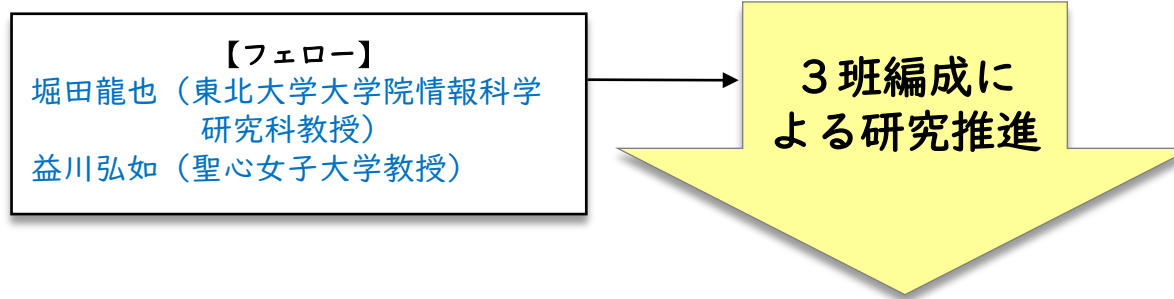 【フェロー】
堀田龍也（東北大学大学院情報科学
研究科教授）
益川弘如（聖心女子大学教授）
３班編成に
よる研究推進